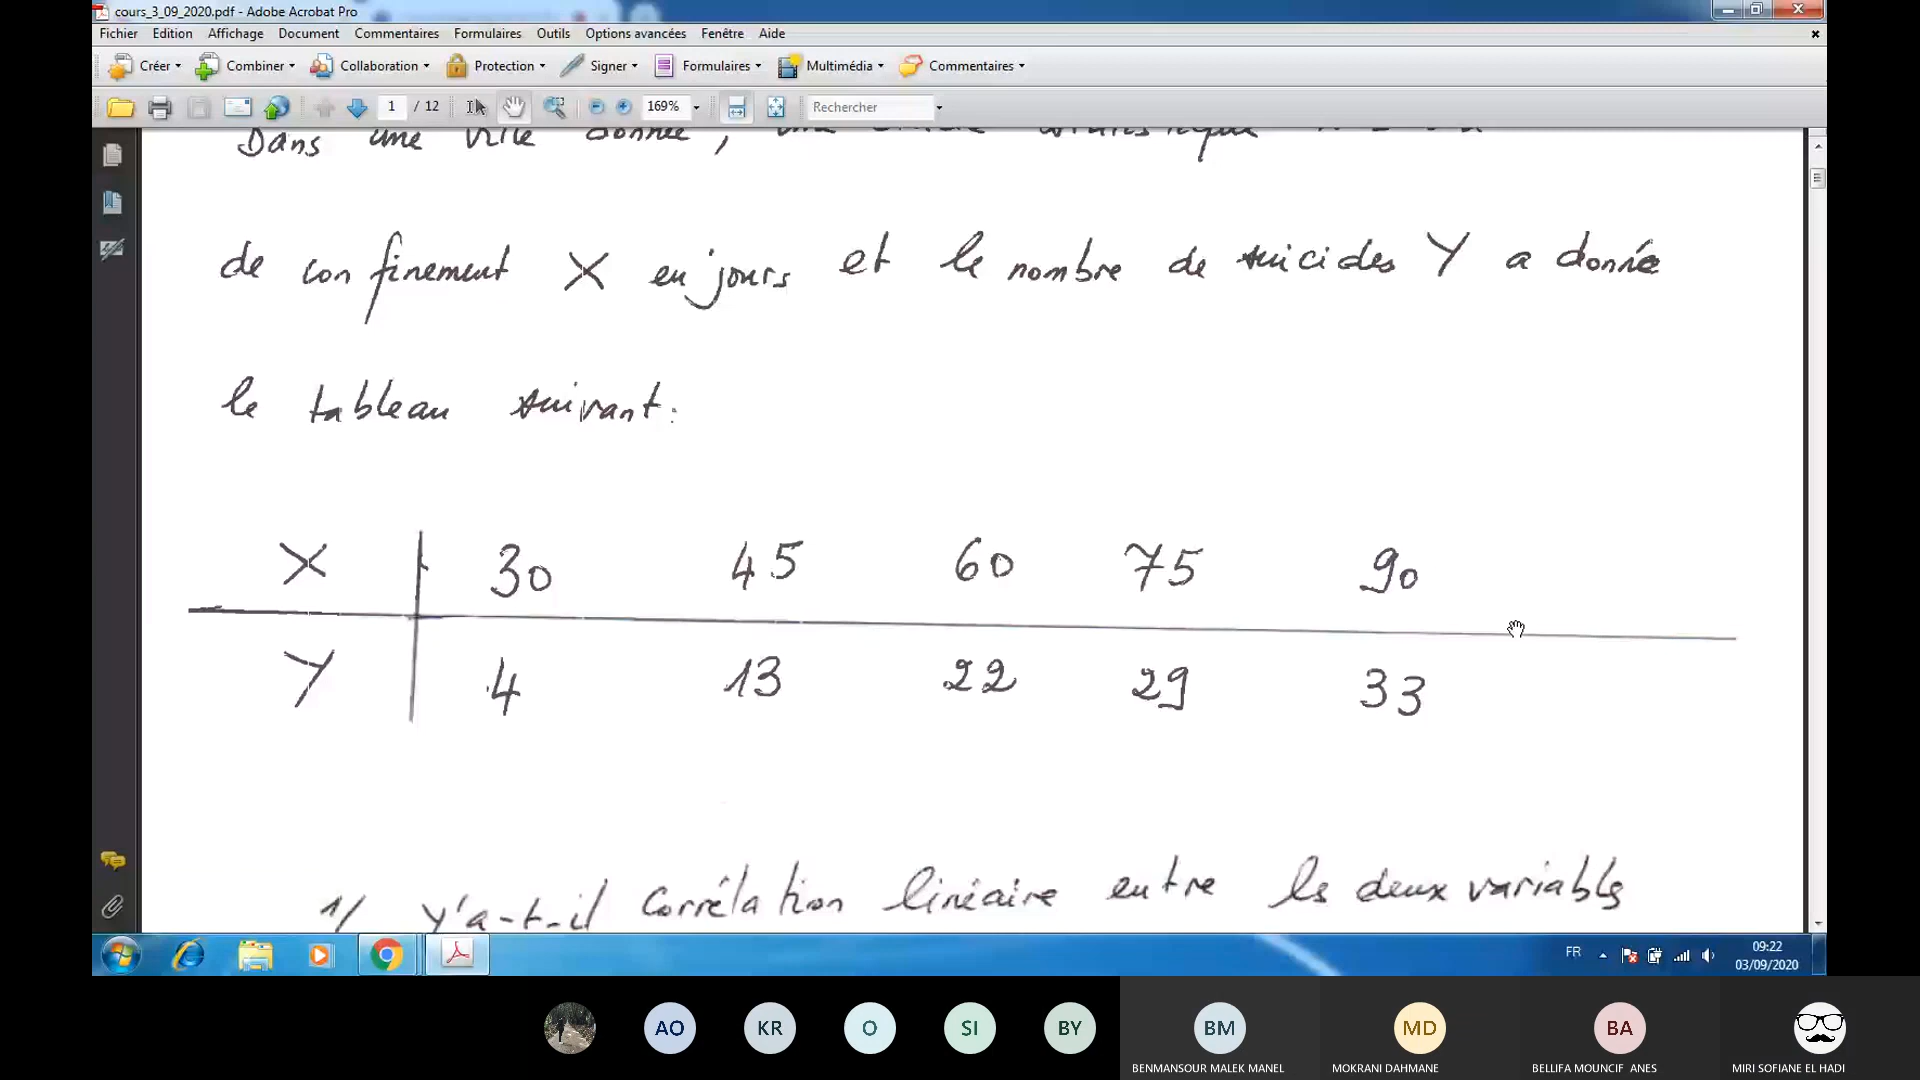 cours_3_09_2020.pdf - Adobe Acrobat Pro
Fichier Edition Affichage Document Commentaires Formulaires Outils Options avancées Fenêtre Aide
Créer Combiner Collaboration Protection Signer Formulaires Multimédia Commentaires
1 / 12 169% Rechercher
Dans une ville donnée,
de confinement X en jours et le nombre de suicides Y a donné
le tableau suivant:
X 30 45 60 75 90
Y 4 13 22 29 33
1/ y'a-t-il corrélation linéaire entre les deux variables
FR 09:22
03/09/2020
AO KR O SI BY BM MD BA
BENMANSOUR MALEK MANEL MOKRANI DAHMANE BELLIFA MOUNCIF ANES MIRI SOFIANE EL HADI